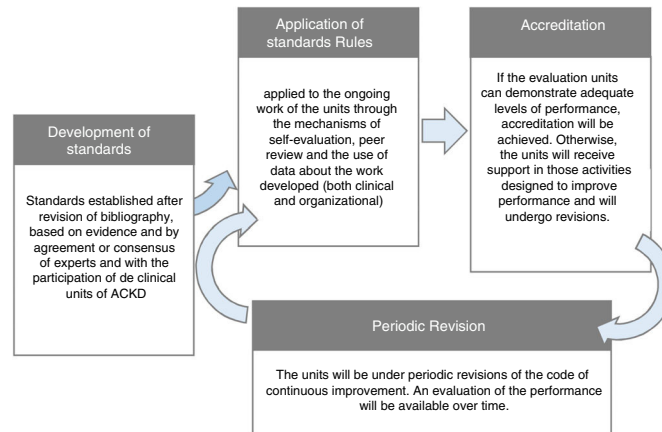 Development of
standards
Standards established after
revision of bibliography,
based on evidence and by
agreement or consensus
of experts and with the
participation of de clinical
units of ACKD
Application of
standards Rules
applied to the ongoing
work of the units through
the mechanisms of
self-evaluation, peer
review and the use of
data about the work
developed (both clinical
and organizational)
Accreditation
If the evaluation units
can demonstrate adequate
levels of performance,
accreditation will be
achieved. Otherwise,
the units will receive
support in those activities
designed to improve
performance and will
undergo revisions.
Periodic Revision
The units will be under periodic revisions of the code of
continuous improvement. An evaluation of the performance
will be available over time.